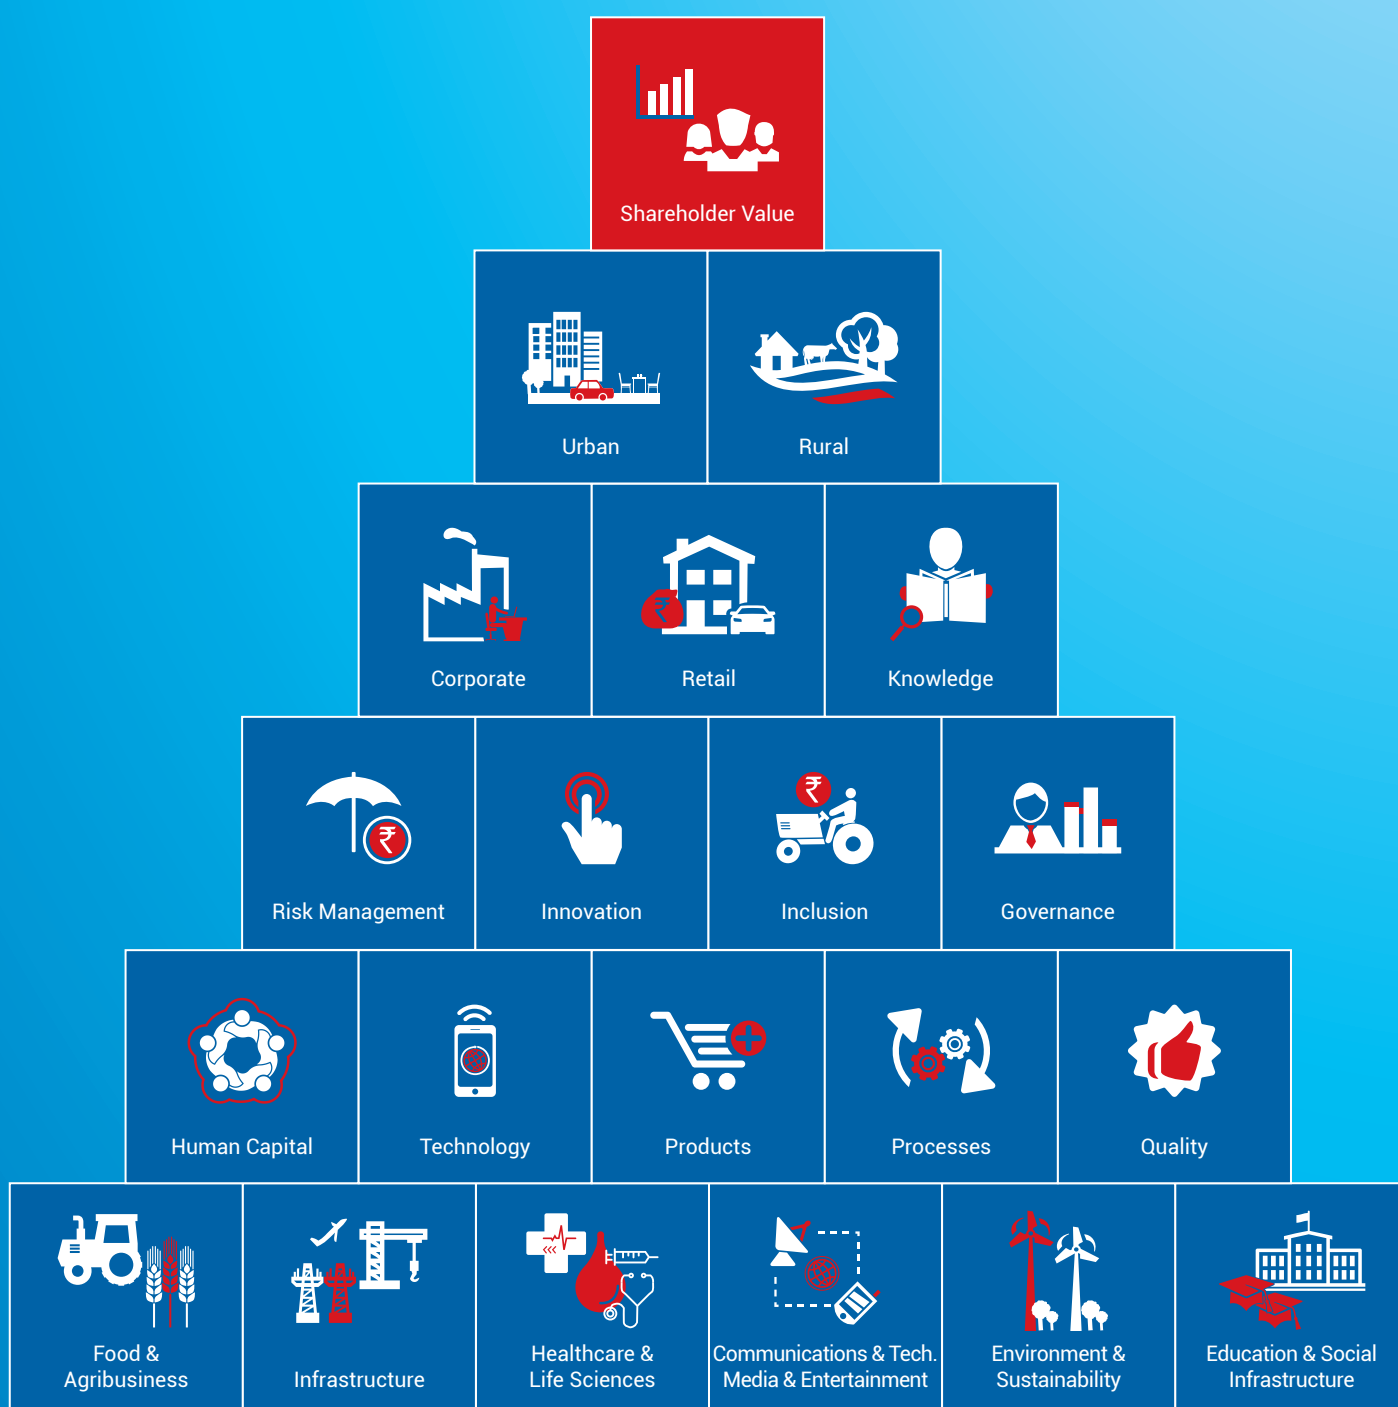 Shareholder Value
Urban
Rural
Corporate
Retail
Knowledge
₹
₹
₹
Risk Management
Innovation
Inclusion
Governance
Human Capital
Technology
Products
Processes
Quality
Food &
Agribusiness
Infrastructure
Healthcare &
Life Sciences
Communications & Tech.
Media & Entertainment
Environment &
Sustainability
Education & Social
Infrastructure